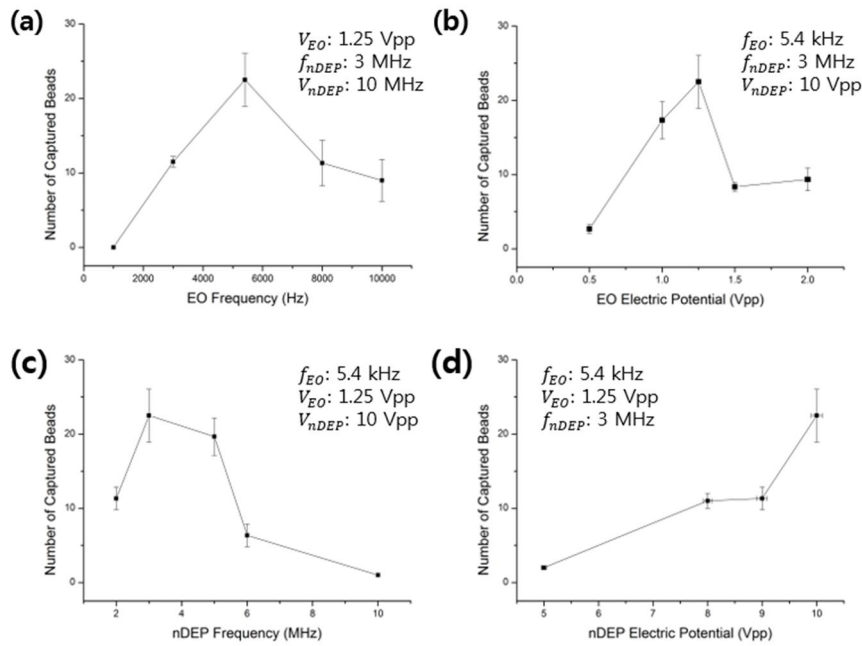 (a)
V_EO: 1.25 Vpp
f_nDEP: 3 MHz
V_nDEP: 10 MHz
Number of Captured Beads
30
20
10
0
0 2000 4000 6000 8000 10000
EO Frequency (Hz)
(b)
f_EO: 5.4 kHz
f_nDEP: 3 MHz
V_nDEP: 10 Vpp
Number of Captured Beads
30
20
10
0
0.0 0.5 1.0 1.5 2.0
EO Electric Potential (Vpp)
(c)
f_EO: 5.4 kHz
V_EO: 1.25 Vpp
V_nDEP: 10 Vpp
Number of Captured Beads
30
20
10
0
2 4 6 8 10
nDEP Frequency (MHz)
(d)
f_EO: 5.4 kHz
V_EO: 1.25 Vpp
f_nDEP: 3 MHz
Number of Captured Beads
30
20
10
0
5 6 7 8 9 10
nDEP Electric Potential (Vpp)